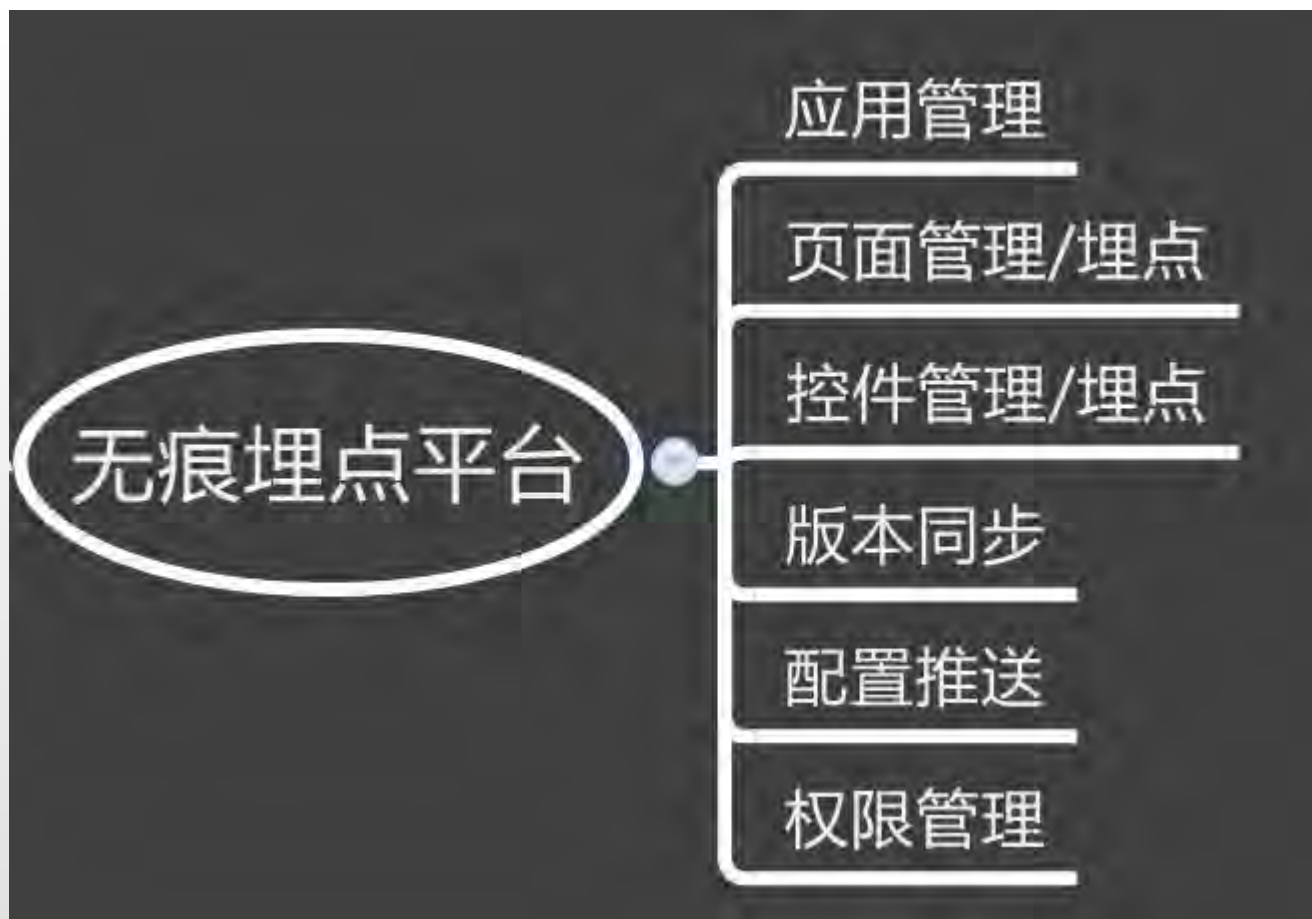 应用管理
页面管理/埋点
控件管理/埋点
无痕埋点平台
版本同步
配置推送
权限管理